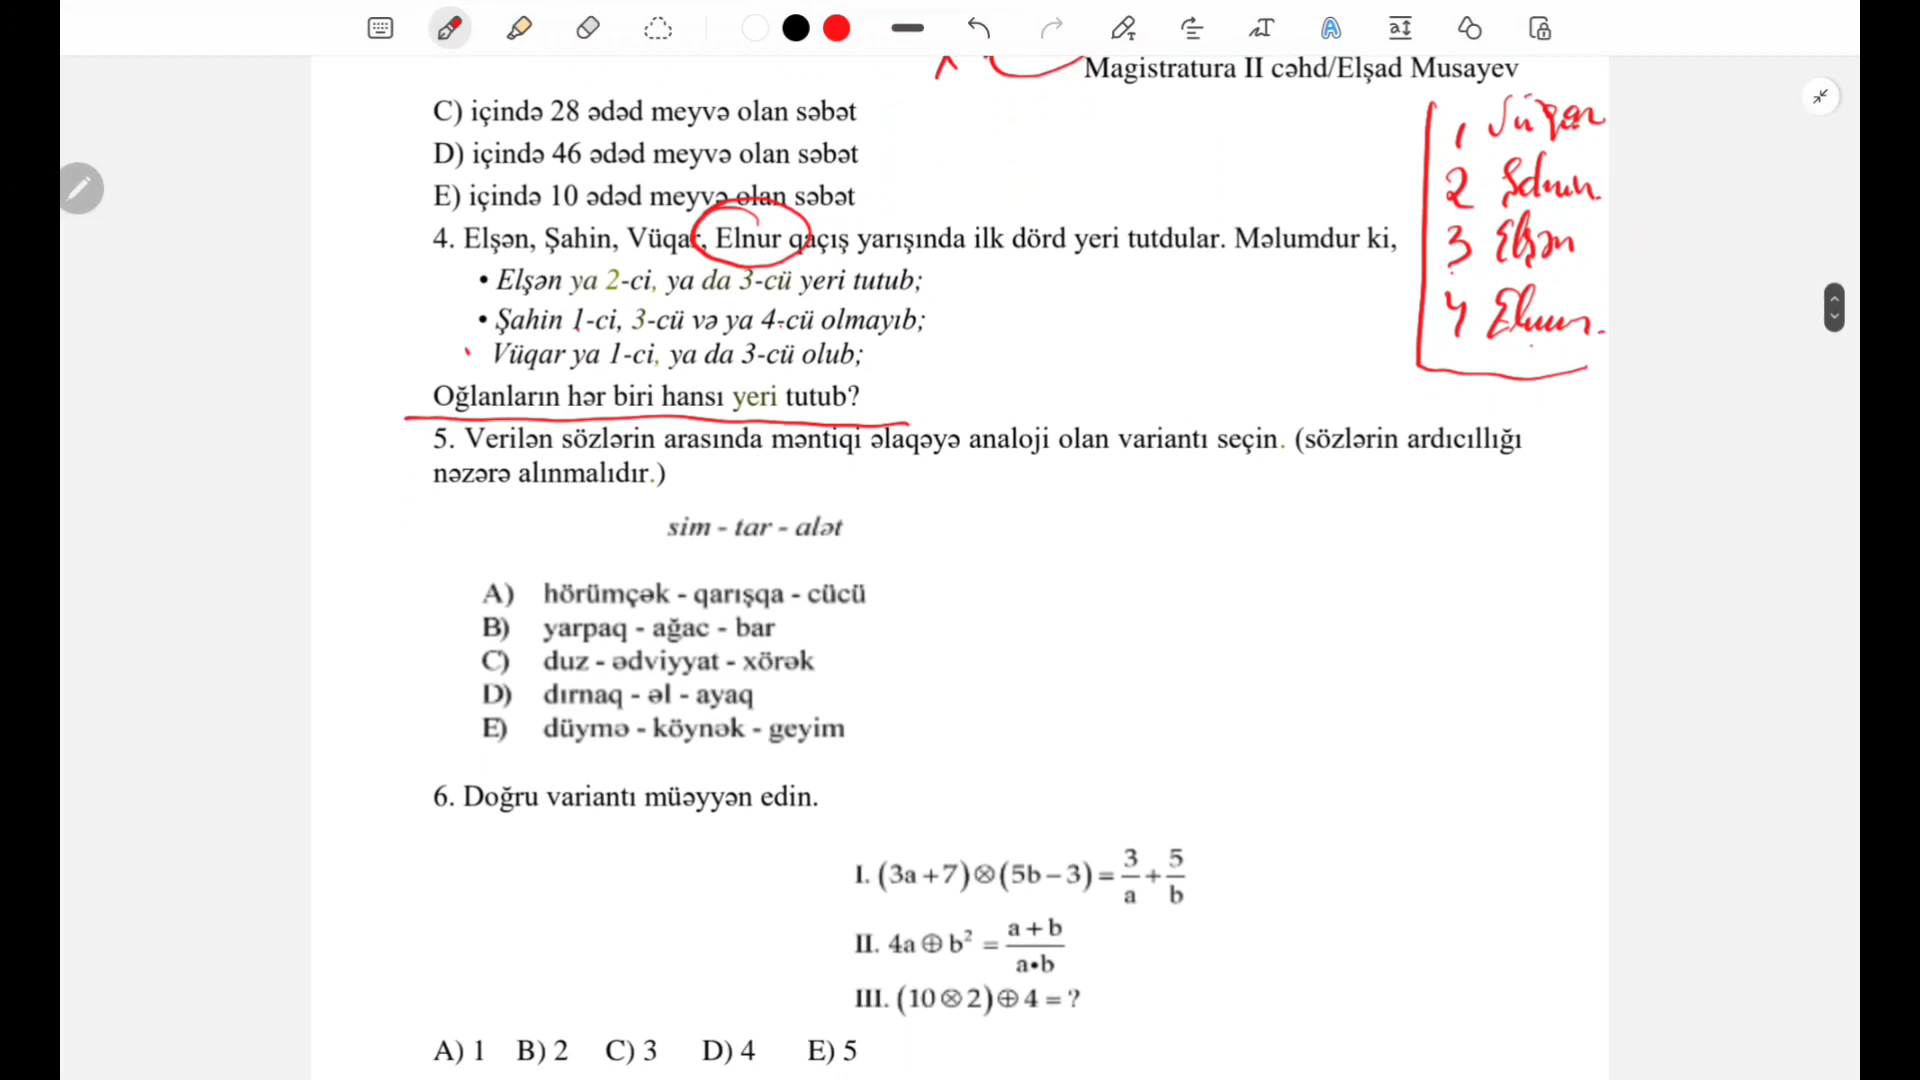 Magistratura II cəhd/Elşad Musayev
C) içində 28 ədəd meyvə olan səbət
D) içində 46 ədəd meyvə olan səbət
E) içində 10 ədəd meyvə olan səbət
4. Elşən, Şahin, Vüqar, Elnur qaçış yarışında ilk dörd yeri tutdular. Məlumdur ki,
• Elşən ya 2-ci, ya da 3-cü yeri tutub;
• Şahin 1-ci, 3-cü və ya 4-cü olmayıb;
Vüqar ya 1-ci, ya da 3-cü olub;
Oğlanların hər biri hansı yeri tutub?
1 Vüqar
2 Şahin
3 Elşən
4 Elnur
5. Verilən sözlərin arasında məntiqi əlaqəyə analoji olan variantı seçin. (sözlərin ardıcıllığı
nəzərə alınmalıdır.)
sim - tar - alət
A) hörümçək - qarışqa - cücü
B) yarpaq - ağac - bar
C) duz - ədviyyat - xörək
D) dırnaq - əl - ayaq
E) düymə - köynək - geyim
6. Doğru variantı müəyyən edin.
I. (3a+7)⊗(5b−3)=3/a+5/b
II. 4a⊕b² = (a+b)/(a•b)
III. (10⊗2)⊕4=?
A) 1 B) 2 C) 3 D) 4 E) 5